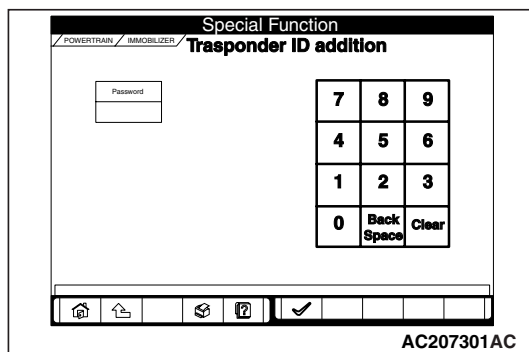 Special Function
POWERTRAIN IMMOBILIZER Trasponder ID addition
Password
7 8 9
4 5 6
1 2 3
0 Back Space Clear
AC207301AC